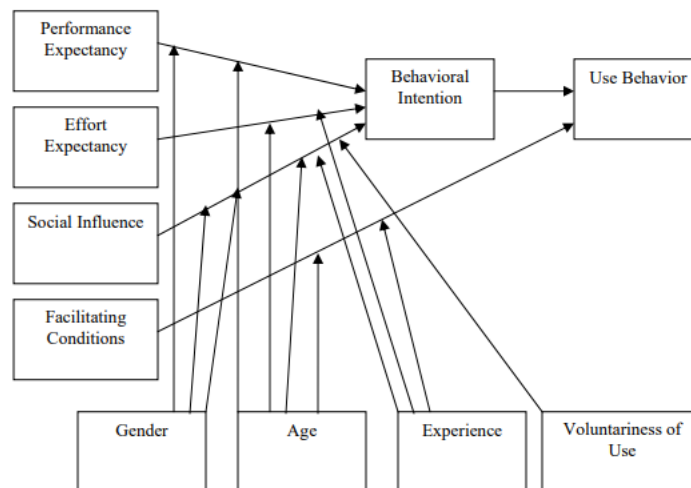 Performance
Expectancy
Effort
Expectancy
Social Influence
Facilitating
Conditions
Behavioral
Intention
Use Behavior
Gender
Age
Experience
Voluntariness of
Use